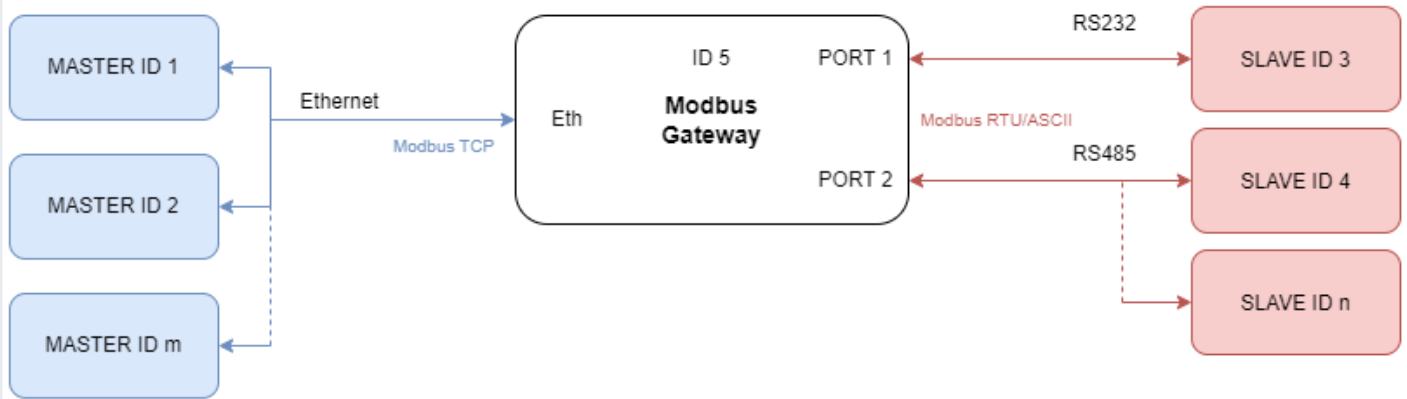 MASTER ID 1
MASTER ID 2
MASTER ID m
Ethernet
Modbus TCP
ID 5
Modbus
Gateway
Eth
PORT 1
PORT 2
RS232
Modbus RTU/ASCII
RS485
SLAVE ID 3
SLAVE ID 4
SLAVE ID n